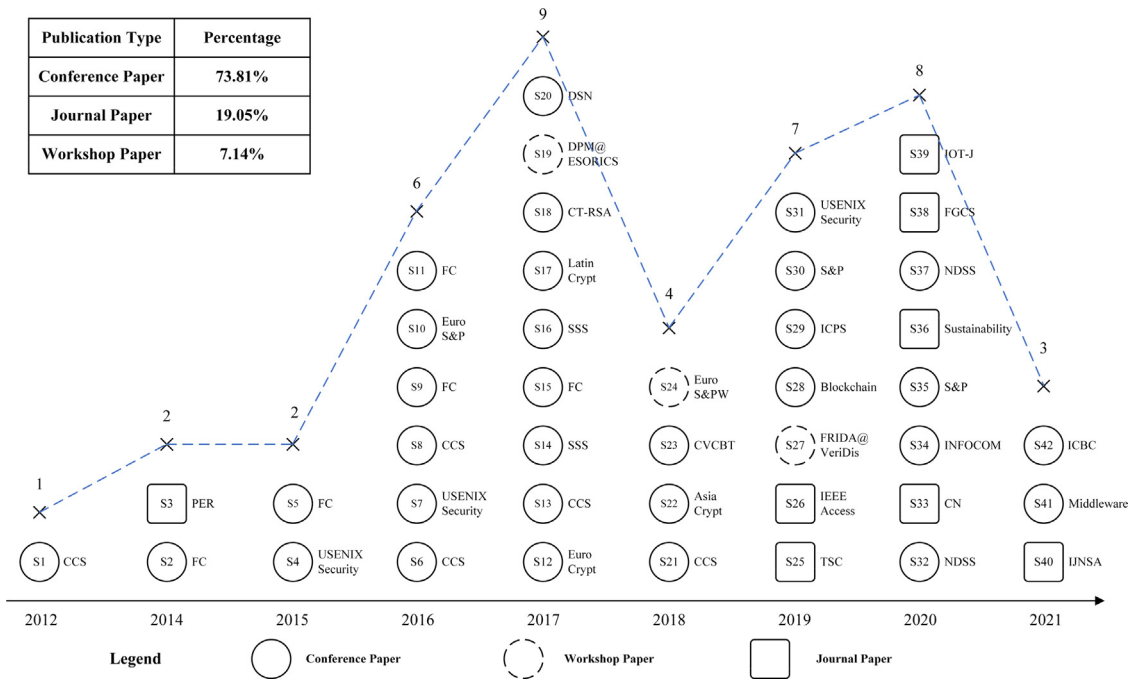 Publication Type Percentage
Conference Paper 73.81%
Journal Paper 19.05%
Workshop Paper 7.14%
9
8
7
6
4
3
2 2
1
S20 DSN
S19 DPM@
ESORICS
S39 IOT-J
S18 CT-RSA
S31 USENIX
Security
S38 FGCS
S11 FC
S17 Latin
Crypt
S30 S&P
S37 NDSS
S10 Euro
S&P
S16 SSS
S29 ICPS
S36 Sustainability
S9 FC
S15 FC
S24 Euro
S&PW
S28 Blockchain
S35 S&P
S8 CCS
S14 SSS
S23 CVCBT
S27 FRIDA@
VeriDis
S34 INFOCOM
S42 ICBC
S3 PER
S5 FC
S7 USENIX
Security
S13 CCS
S22 Asia
Crypt
S26 IEEE
Access
S33 CN
S41 Middleware
S1 CCS
S2 FC
S4 USENIX
Security
S6 CCS
S12 Euro
Crypt
S21 CCS
S25 TSC
S32 NDSS
S40 IJNSA
2012 2014 2015 2016 2017 2018 2019 2020 2021
Legend Conference Paper Workshop Paper Journal Paper